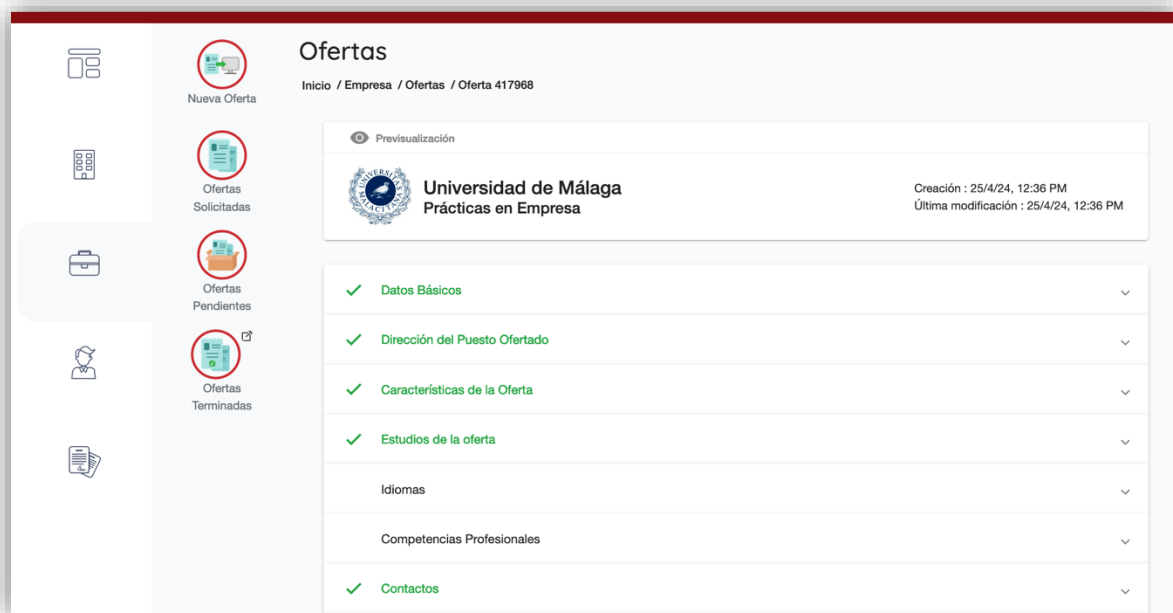 Nueva Oferta
Ofertas
Solicitadas
Ofertas
Pendientes
Ofertas
Terminadas
Ofertas
Inicio / Empresa / Ofertas / Oferta 417968
Previsualización
Universidad de Málaga
Prácticas en Empresa
Creación : 25/4/24, 12:36 PM
Última modificación : 25/4/24, 12:36 PM
Datos Básicos
Dirección del Puesto Ofertado
Características de la Oferta
Estudios de la oferta
Idiomas
Competencias Profesionales
Contactos